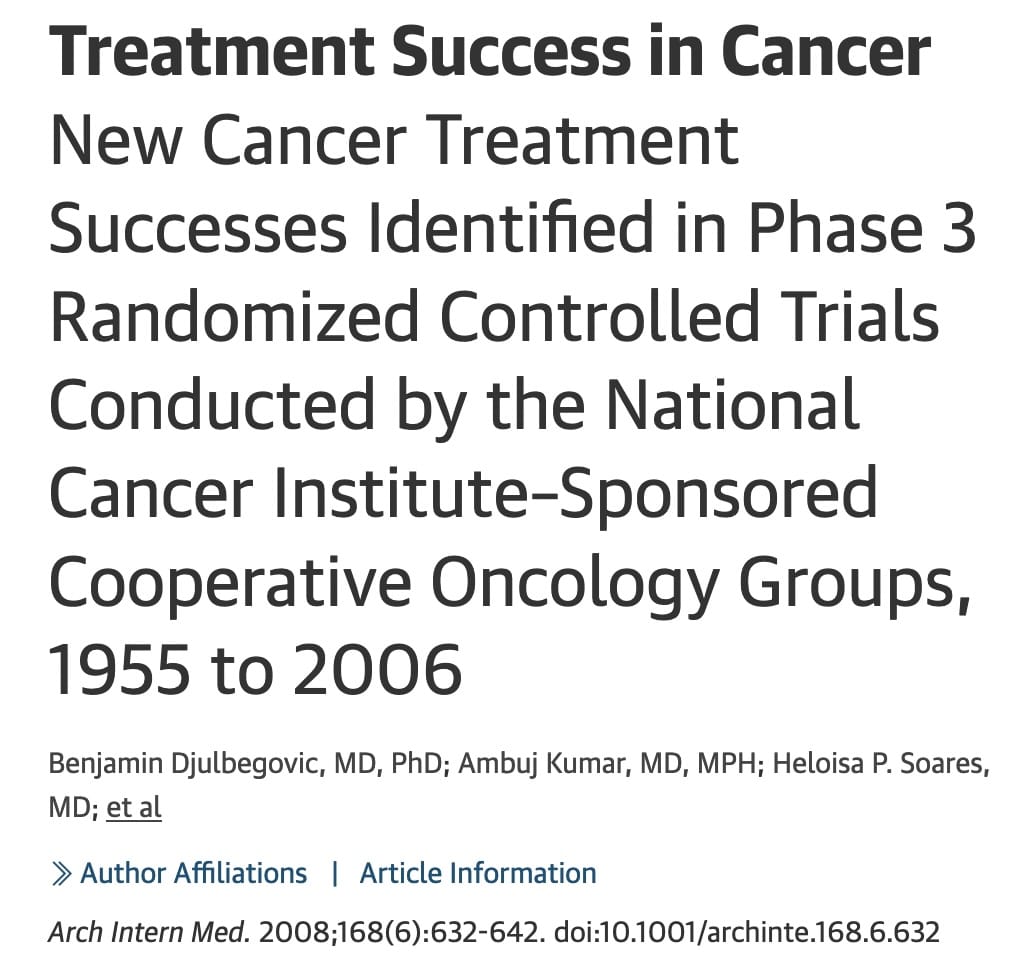 Treatment Success in Cancer
New Cancer Treatment
Successes Identified in Phase 3
Randomized Controlled Trials
Conducted by the National
Cancer Institute–Sponsored
Cooperative Oncology Groups,
1955 to 2006
Benjamin Djulbegovic, MD, PhD; Ambuj Kumar, MD, MPH; Heloisa P. Soares,
MD; et al
» Author Affiliations | Article Information
Arch Intern Med. 2008;168(6):632-642. doi:10.1001/archinte.168.6.632